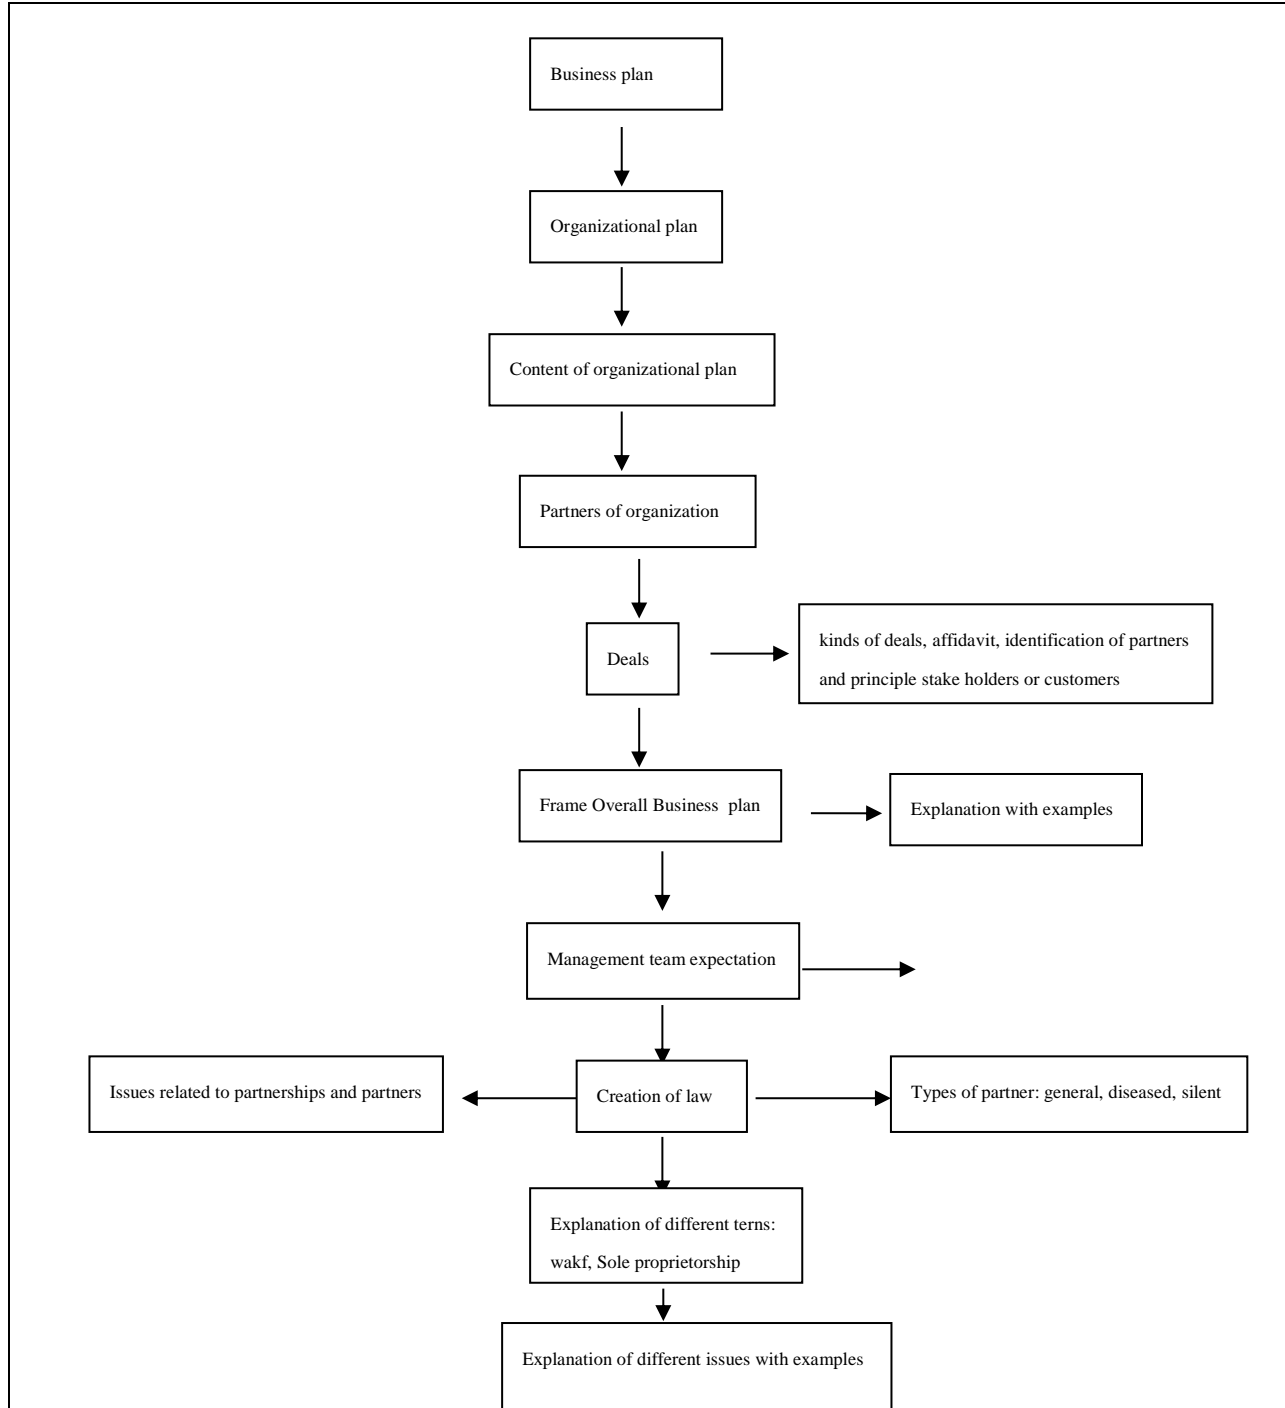 Business plan
Organizational plan
Content of organizational plan
Partners of organization
Deals
kinds of deals, affidavit, identification of partners
and principle stake holders or customers
Frame Overall Business plan
Explanation with examples
Management team expectation
Issues related to partnerships and partners
Creation of law
Types of partner: general, diseased, silent
Explanation of different terns:
wakf, Sole proprietorship
Explanation of different issues with examples